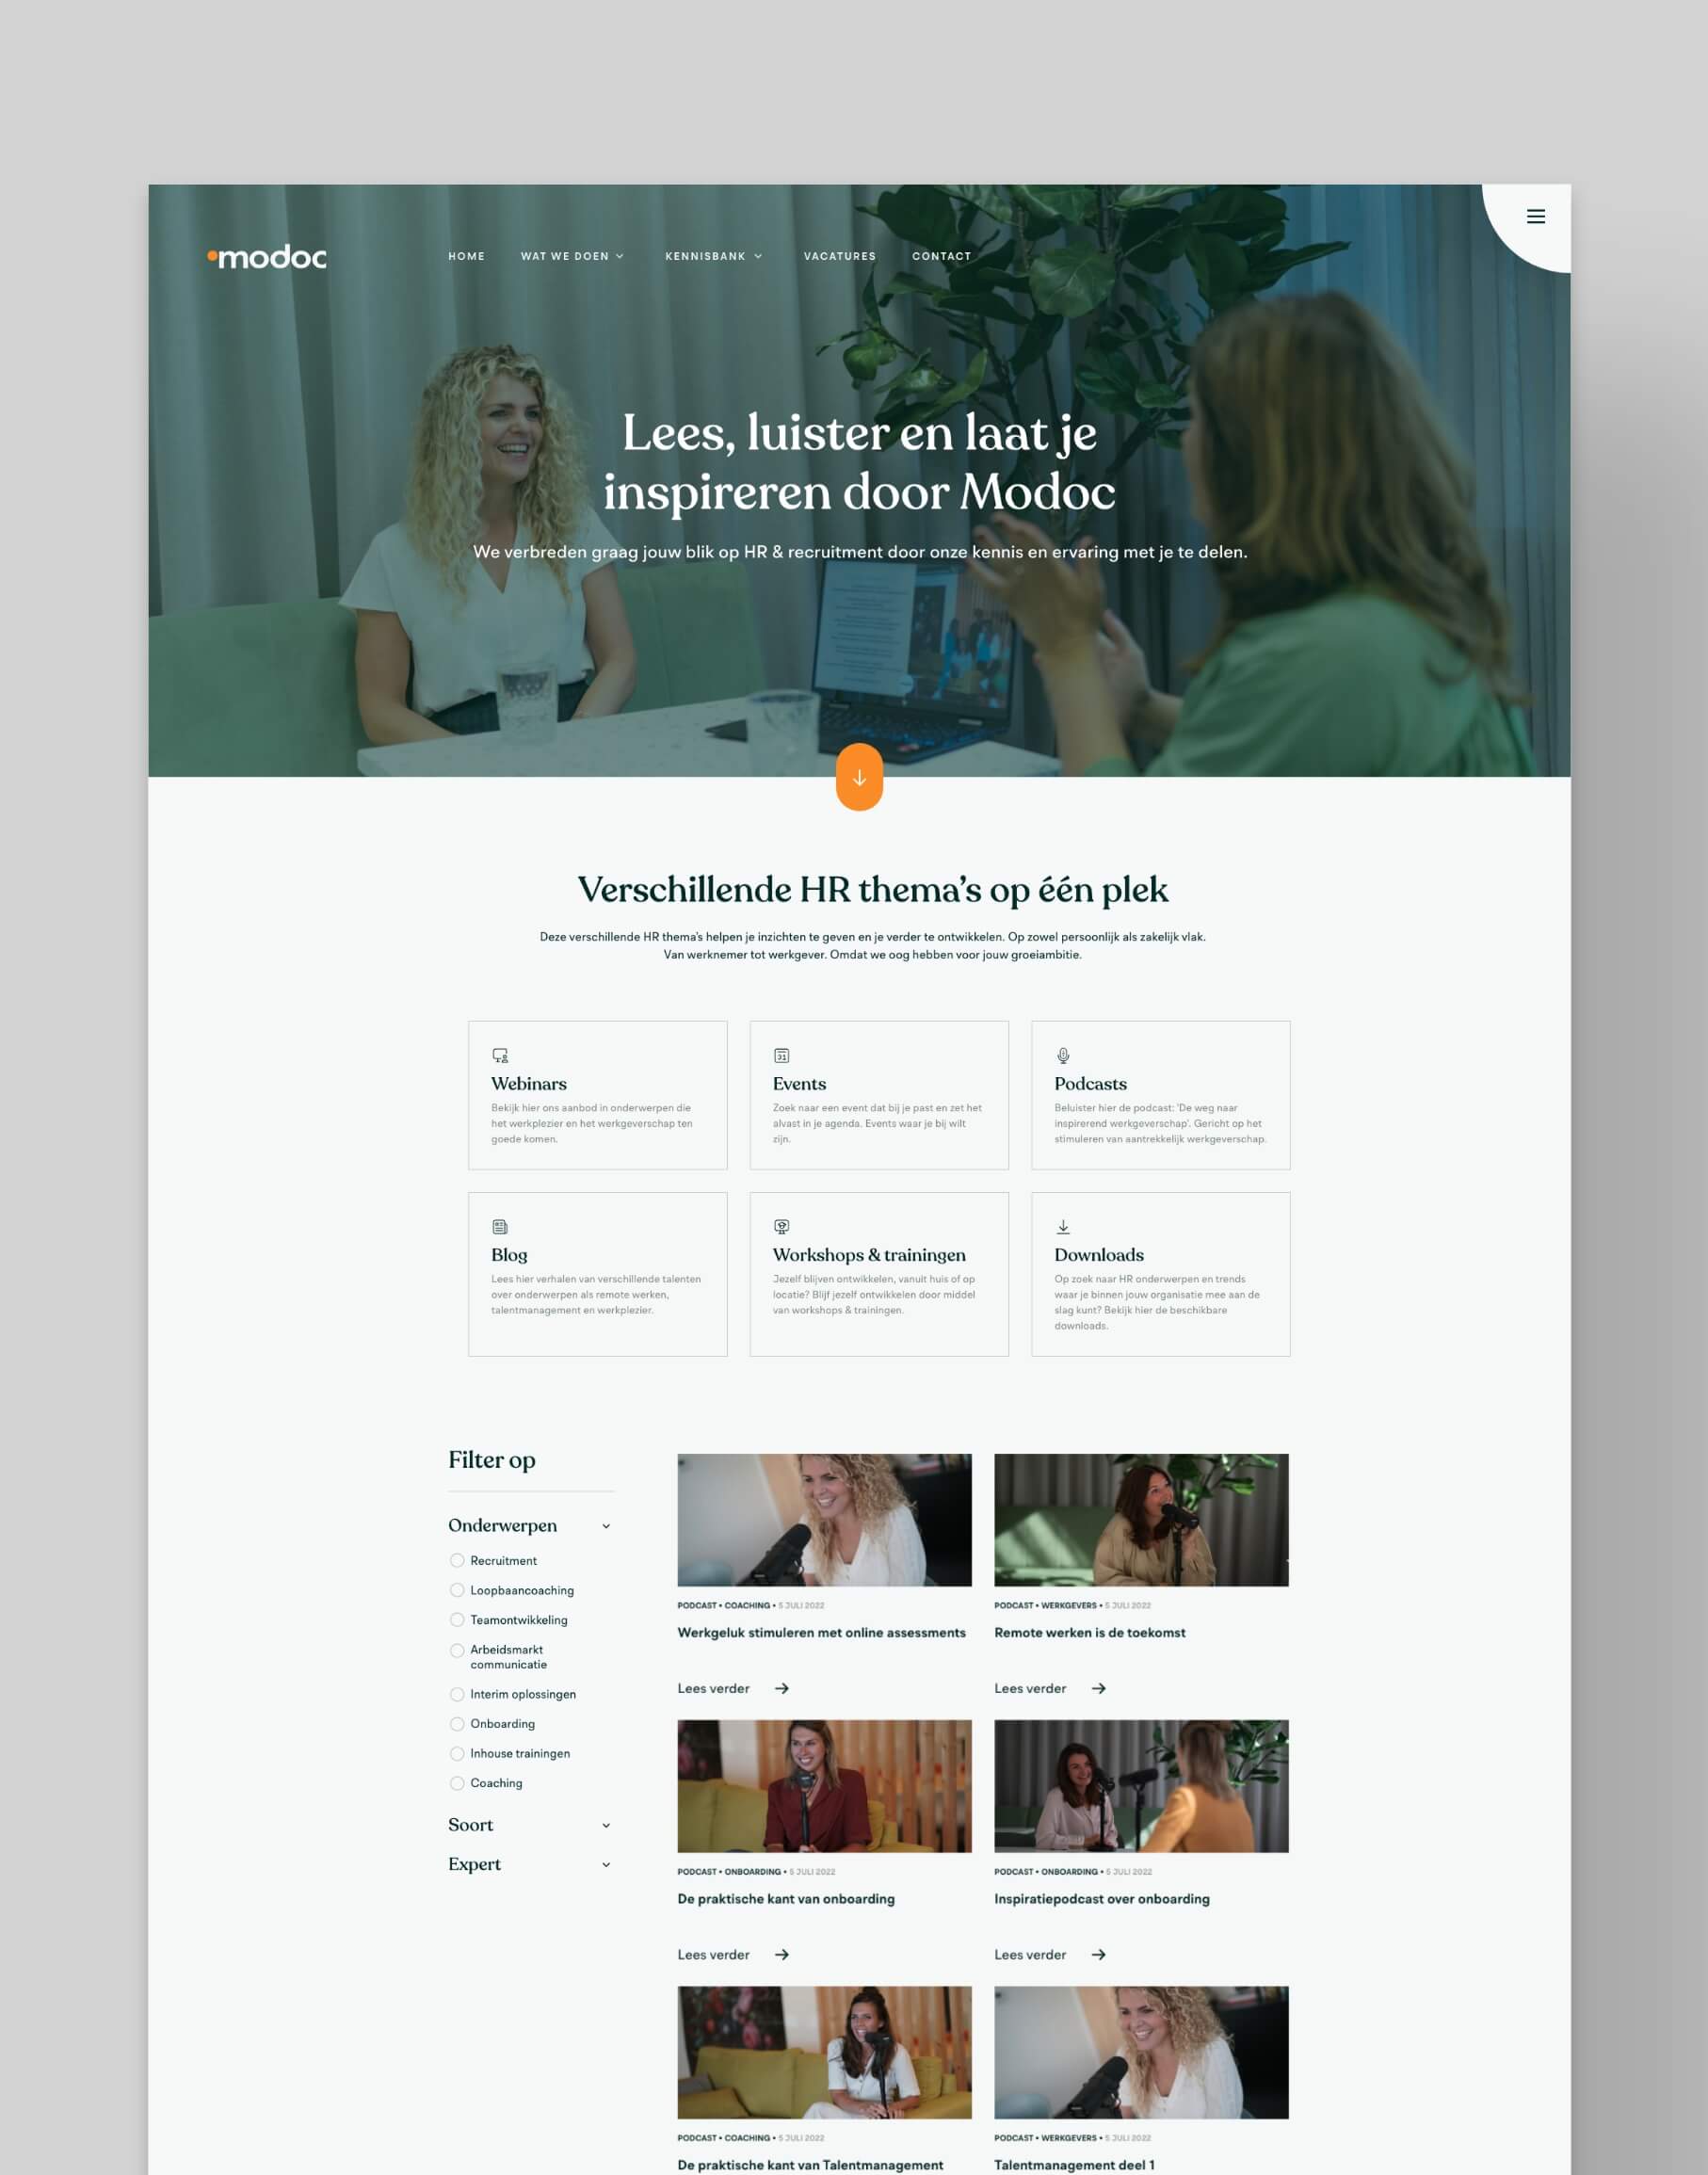 modoc
HOME
WAT WE DOEN
KENNISBANK
VACATURES
CONTACT
Lees, luister en laat je
inspireren door Modoc
We verbreden graag jouw blik op HR & recruitment door onze kennis en ervaring met je te delen.
Verschillende HR thema's op één plek
Deze verschillende HR thema's helpen je inzichten te geven en je verder te ontwikkelen. Op zowel persoonlijk als zakelijk vlak.
Van werknemer tot werkgever. Omdat we oog hebben voor jouw groeiambitie.
Webinars
Bekijk hier ons aanbod in onderwerpen die
het werkplezier en het werkgeverschap ten
goede komen.
31
Events
Zoek naar een event dat bij je past en zet het
alvast in je agenda. Events waar je bij wilt
zijn.
Podcasts
Beluister hier de podcast: 'De weg naar
inspirerend werkgeverschap'. Gericht op het
stimuleren van aantrekkelijk werkgeverschap.
Blog
Lees hier verhalen van verschillende talenten
over onderwerpen als remote werken,
talentmanagement en werkplezier.
Workshops & trainingen
Jezelf blijven ontwikkelen, vanuit huis of op
locatie? Blijf jezelf ontwikkelen door middel
van workshops & trainingen.
Downloads
Op zoek naar HR onderwerpen en trends
waar je binnen jouw organisatie mee aan de
slag kunt? Bekijk hier de beschikbare
downloads.
Filter op
Onderwerpen
Recruitment
Loopbaancoaching
Teamontwikkeling
Arbeidsmarkt
communicatie
Interim oplossingen
Onboarding
Inhouse trainingen
Coaching
Soort
Expert
PODCAST • COACHING • 5 JULI 2022
Werkgeluk stimuleren met online assessments
Lees verder
PODCAST • WERKGEVERS • 5 JULI 2022
Remote werken is de toekomst
Lees verder
PODCAST • ONBOARDING • 5 JULI 2022
De praktische kant van onboarding
Lees verder
PODCAST • ONBOARDING • 5 JULI 2022
Inspiratiepodcast over onboarding
Lees verder
PODCAST • COACHING • 5 JULI 2022
De praktische kant van Talentmanagement
PODCAST • WERKGEVERS • 5 JULI 2022
Talentmanagement deel 1